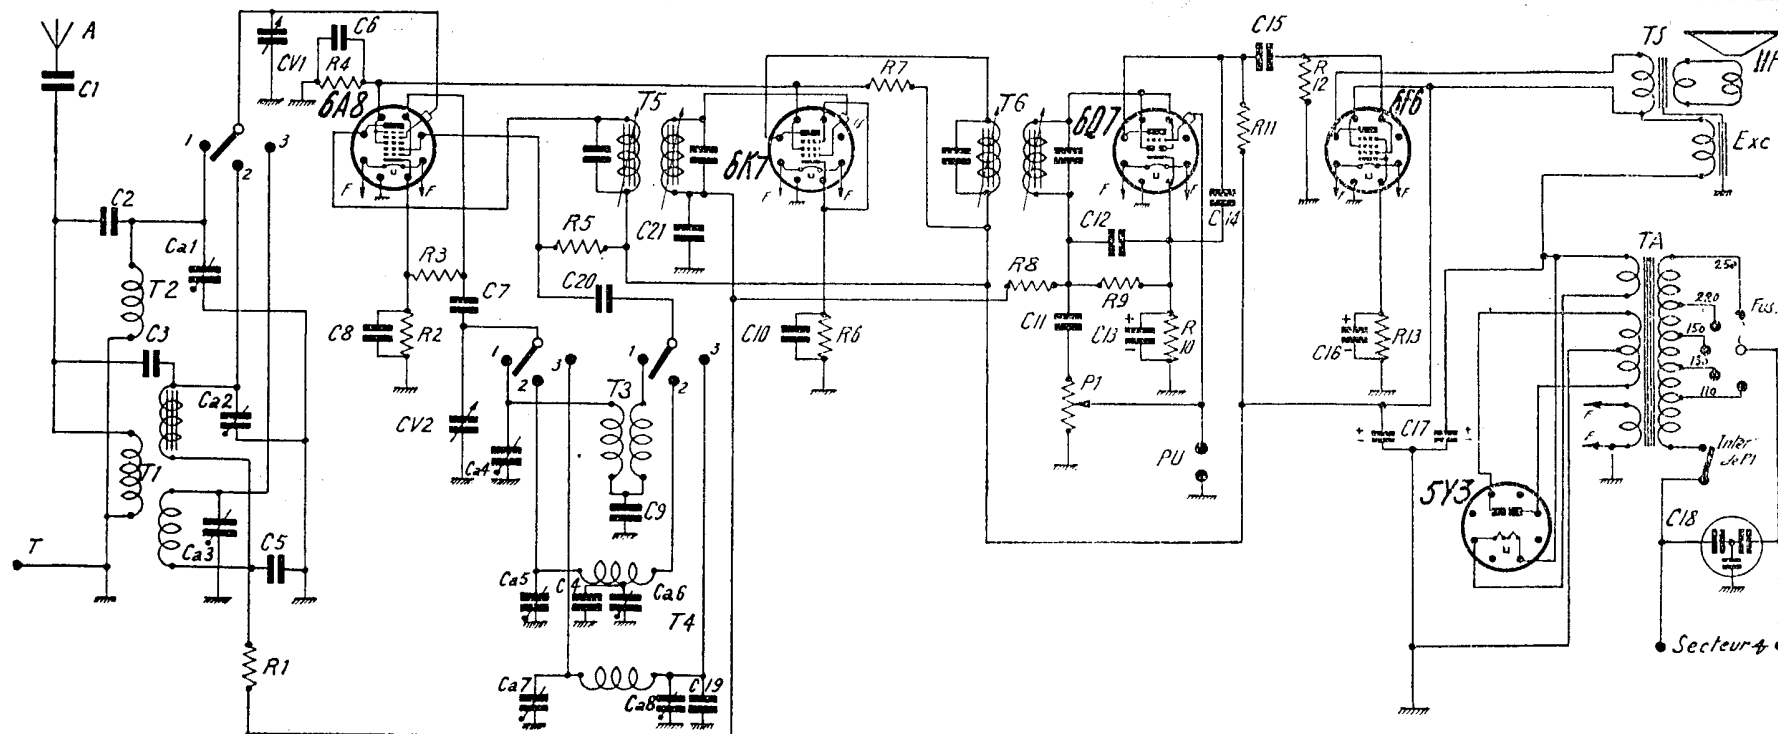 A
C1
C6
CV1
R4
6A8
1
2
3
C2
Ca1
T2
C3
Ca2
T1
Ca3
C5
T
R1
F
F
R3
C7
C8
R2
CV2
T5
R5
C20
C21
6K7
F
F
R7
C10
R6
1
2
3
1
2
3
T3
Ca4
C9
Ca5
C4
Ca6
T4
Ca7
Ca8
C19
T6
6Q7
F
F
C12
C14
R8
R9
C11
C13
+
-
R
10
P1
PU
C15
R
12
R11
6F6
F
F
C16
+
-
R13
C17
+
-
+
-
TS
HP
Exc
TA
250
220
150
130
110
Fus.
F
F
Inter
de P1
5Y3
C18
Secteur